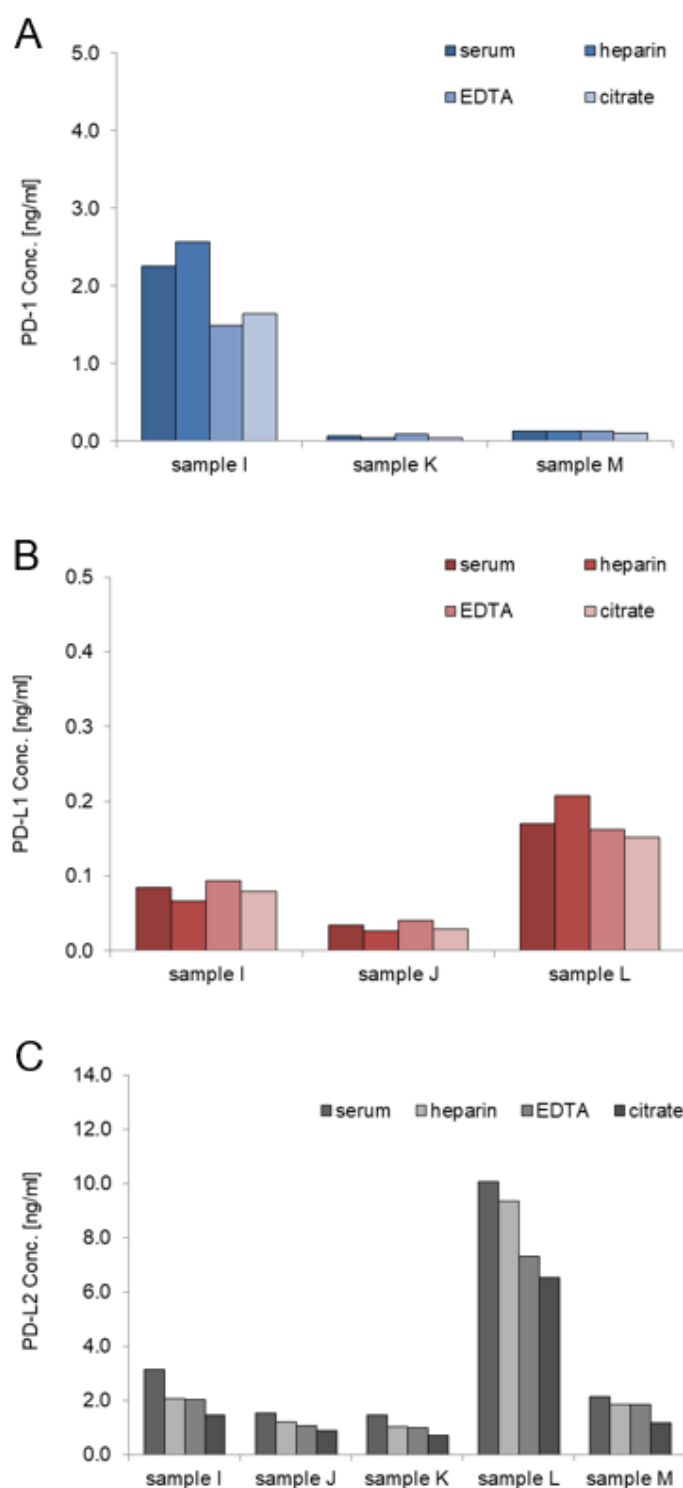 A
serum heparin
EDTA citrate
PD-1 Conc. [ng/ml]
5.0
4.0
3.0
2.0
1.0
0.0
sample I sample K sample M
B
serum heparin
EDTA citrate
PD-L1 Conc. [ng/ml]
0.5
0.4
0.3
0.2
0.1
0.0
sample I sample J sample L
C
serum heparin EDTA citrate
PD-L2 Conc. [ng/ml]
14.0
12.0
10.0
8.0
6.0
4.0
2.0
0.0
sample I sample J sample K sample L sample M